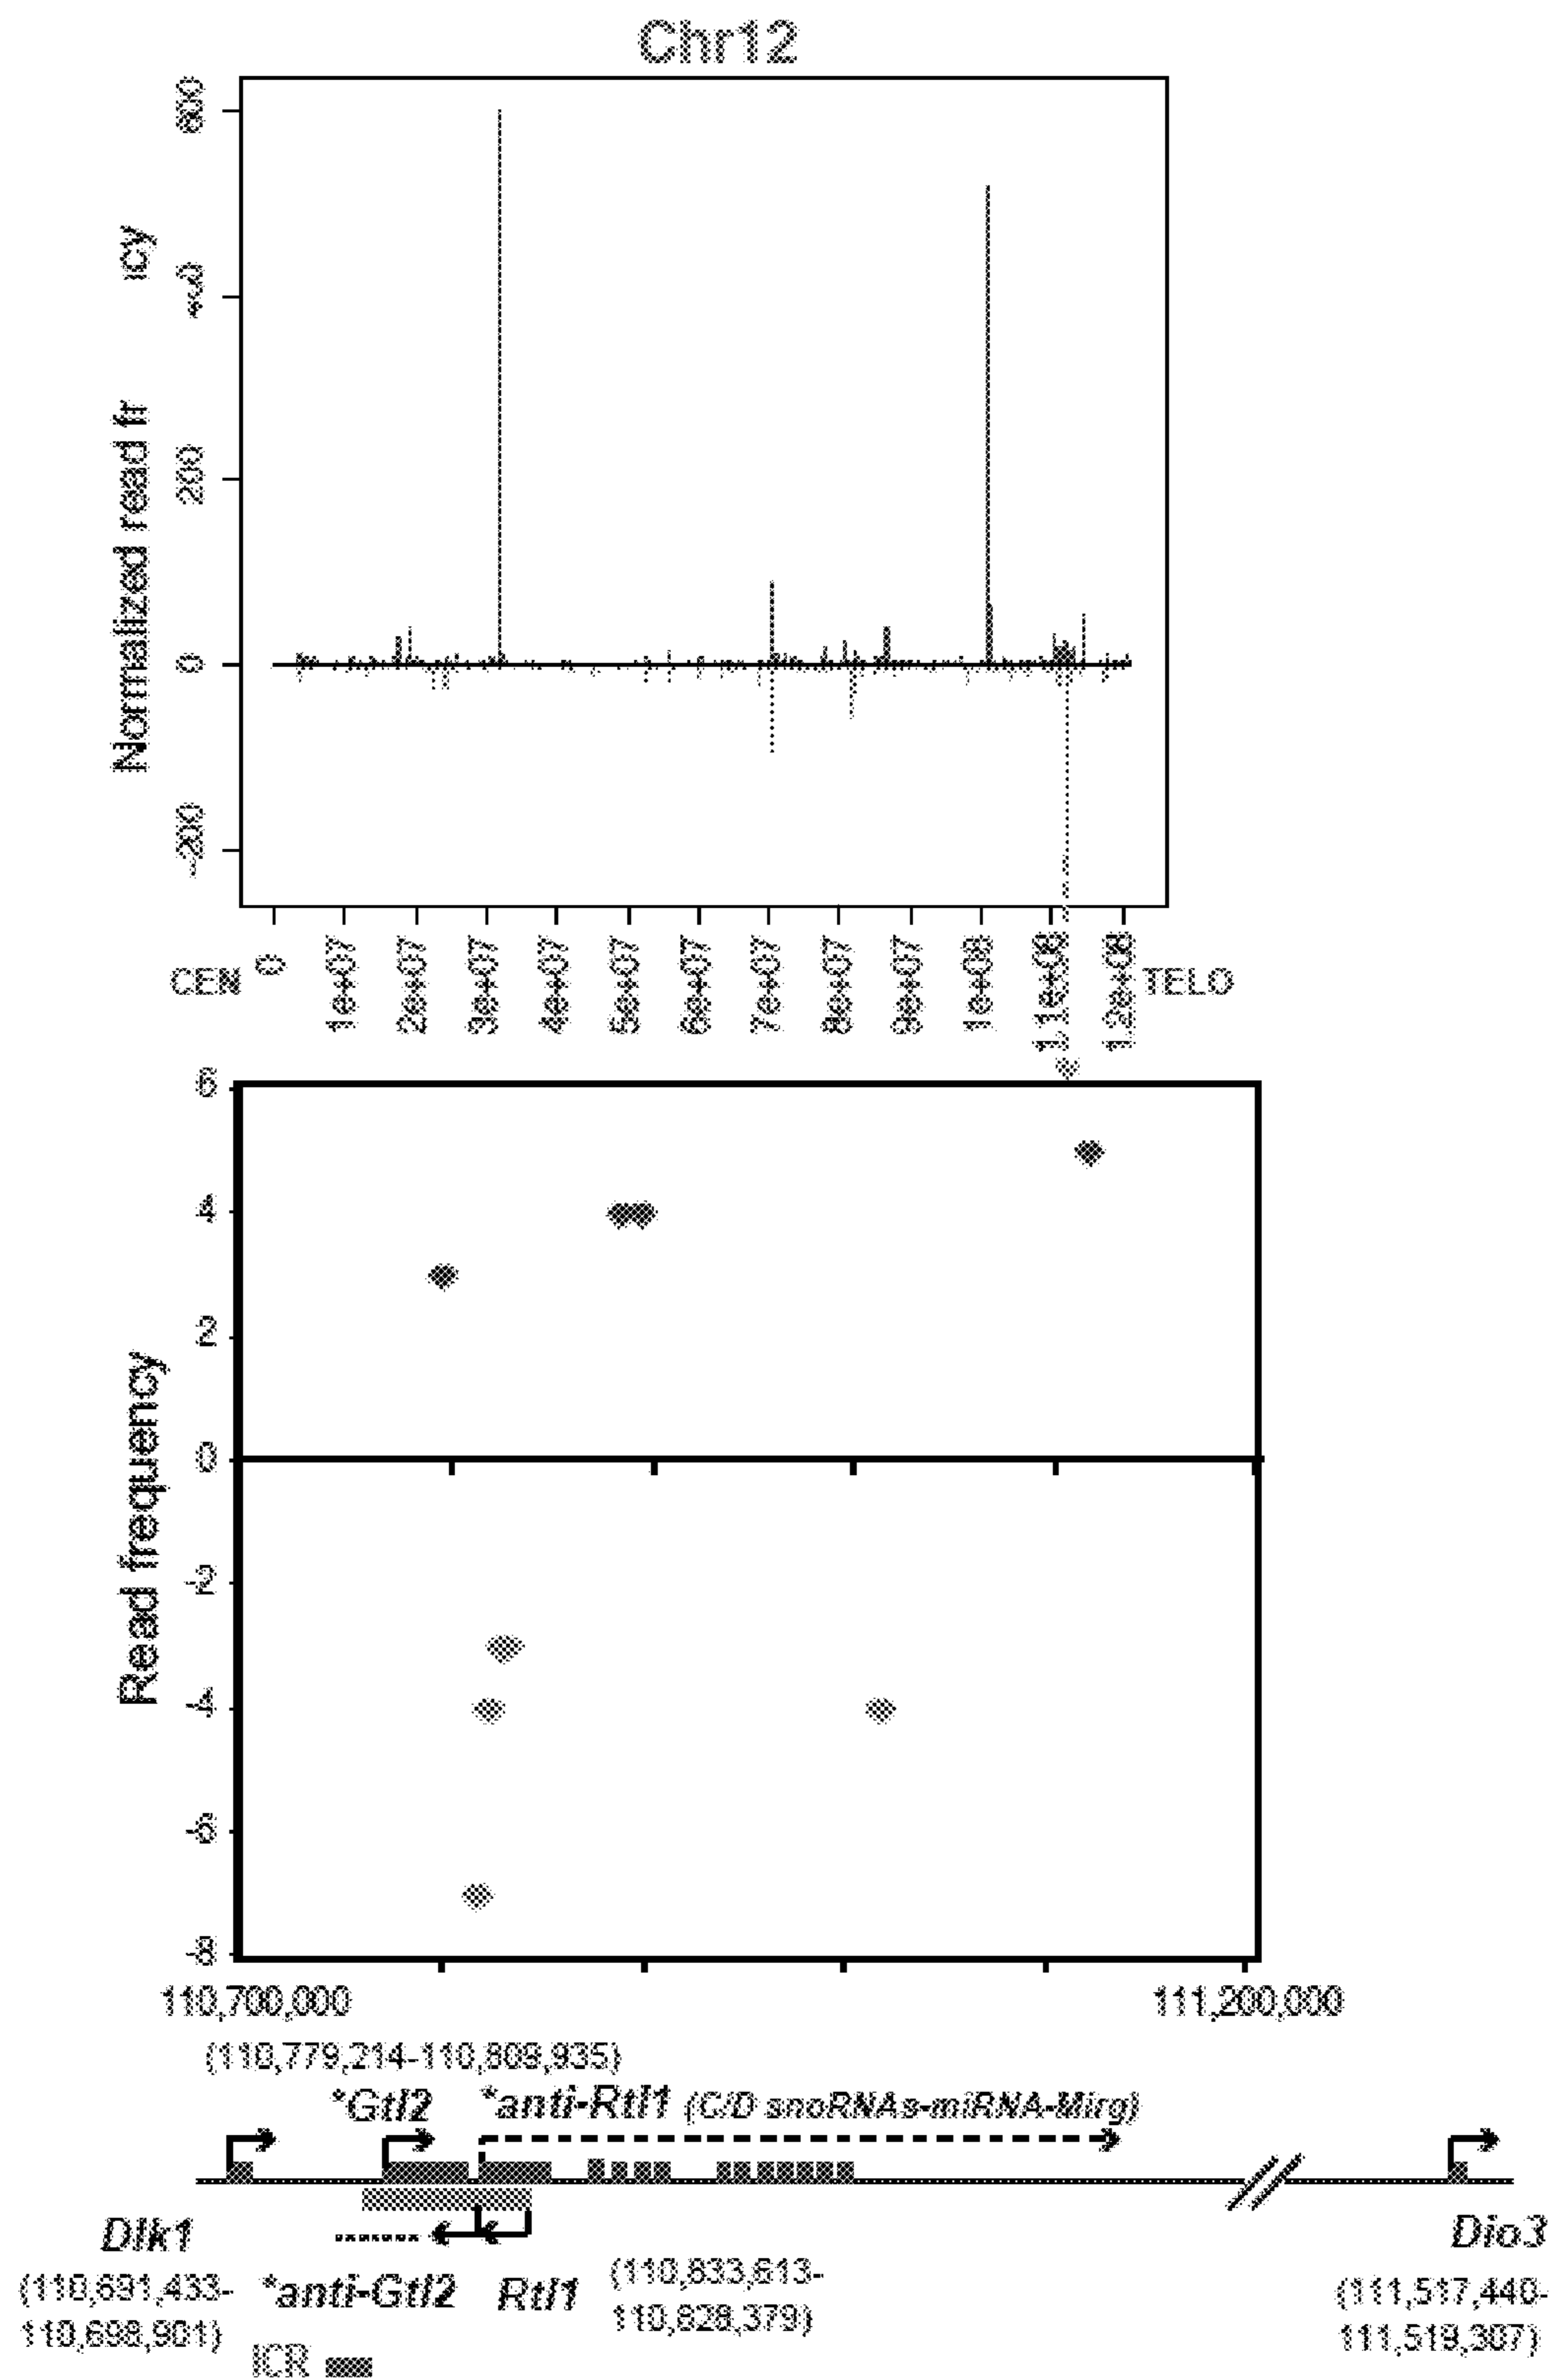 Chr12
800
200
0
-200
Normalized read fr
icy
CEN
0
1e+07
2e+07
3e+07
4e+07
5e+07
6e+07
7e+07
8e+07
9e+07
1e+08
1.1e+08
1.2e+08
TELO
6
4
2
0
-2
-4
-6
-8
Read frequency
110,700,000
111,200,000
(110,779,214-110,809,935)
*Gtl2
*anti-Rtl1 (C/D snoRNAs-miRNA-Mirg)
Dlk1
(110,691,433-
110,698,901)
*anti-Gtl2
Rtl1
(110,833,613-
110,828,379)
Dio3
(111,517,440-
111,519,307)
ICR